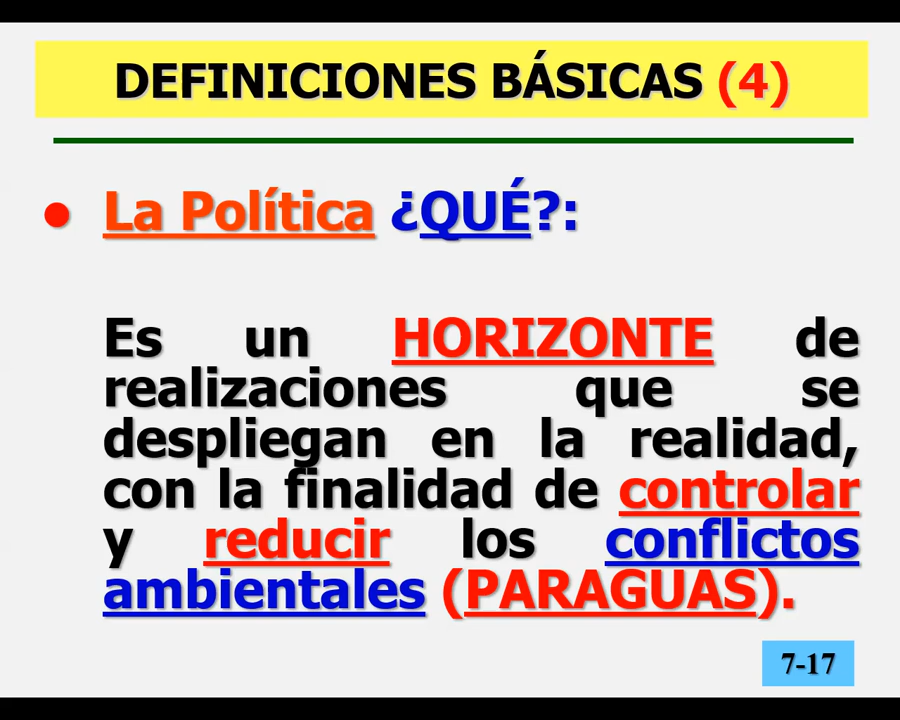 DEFINICIONES BÁSICAS (4)
● La Política ¿QUÉ?:
Es un HORIZONTE de
realizaciones que se
despliegan en la realidad,
con la finalidad de controlar
y reducir los conflictos
ambientales (PARAGUAS).
7-17